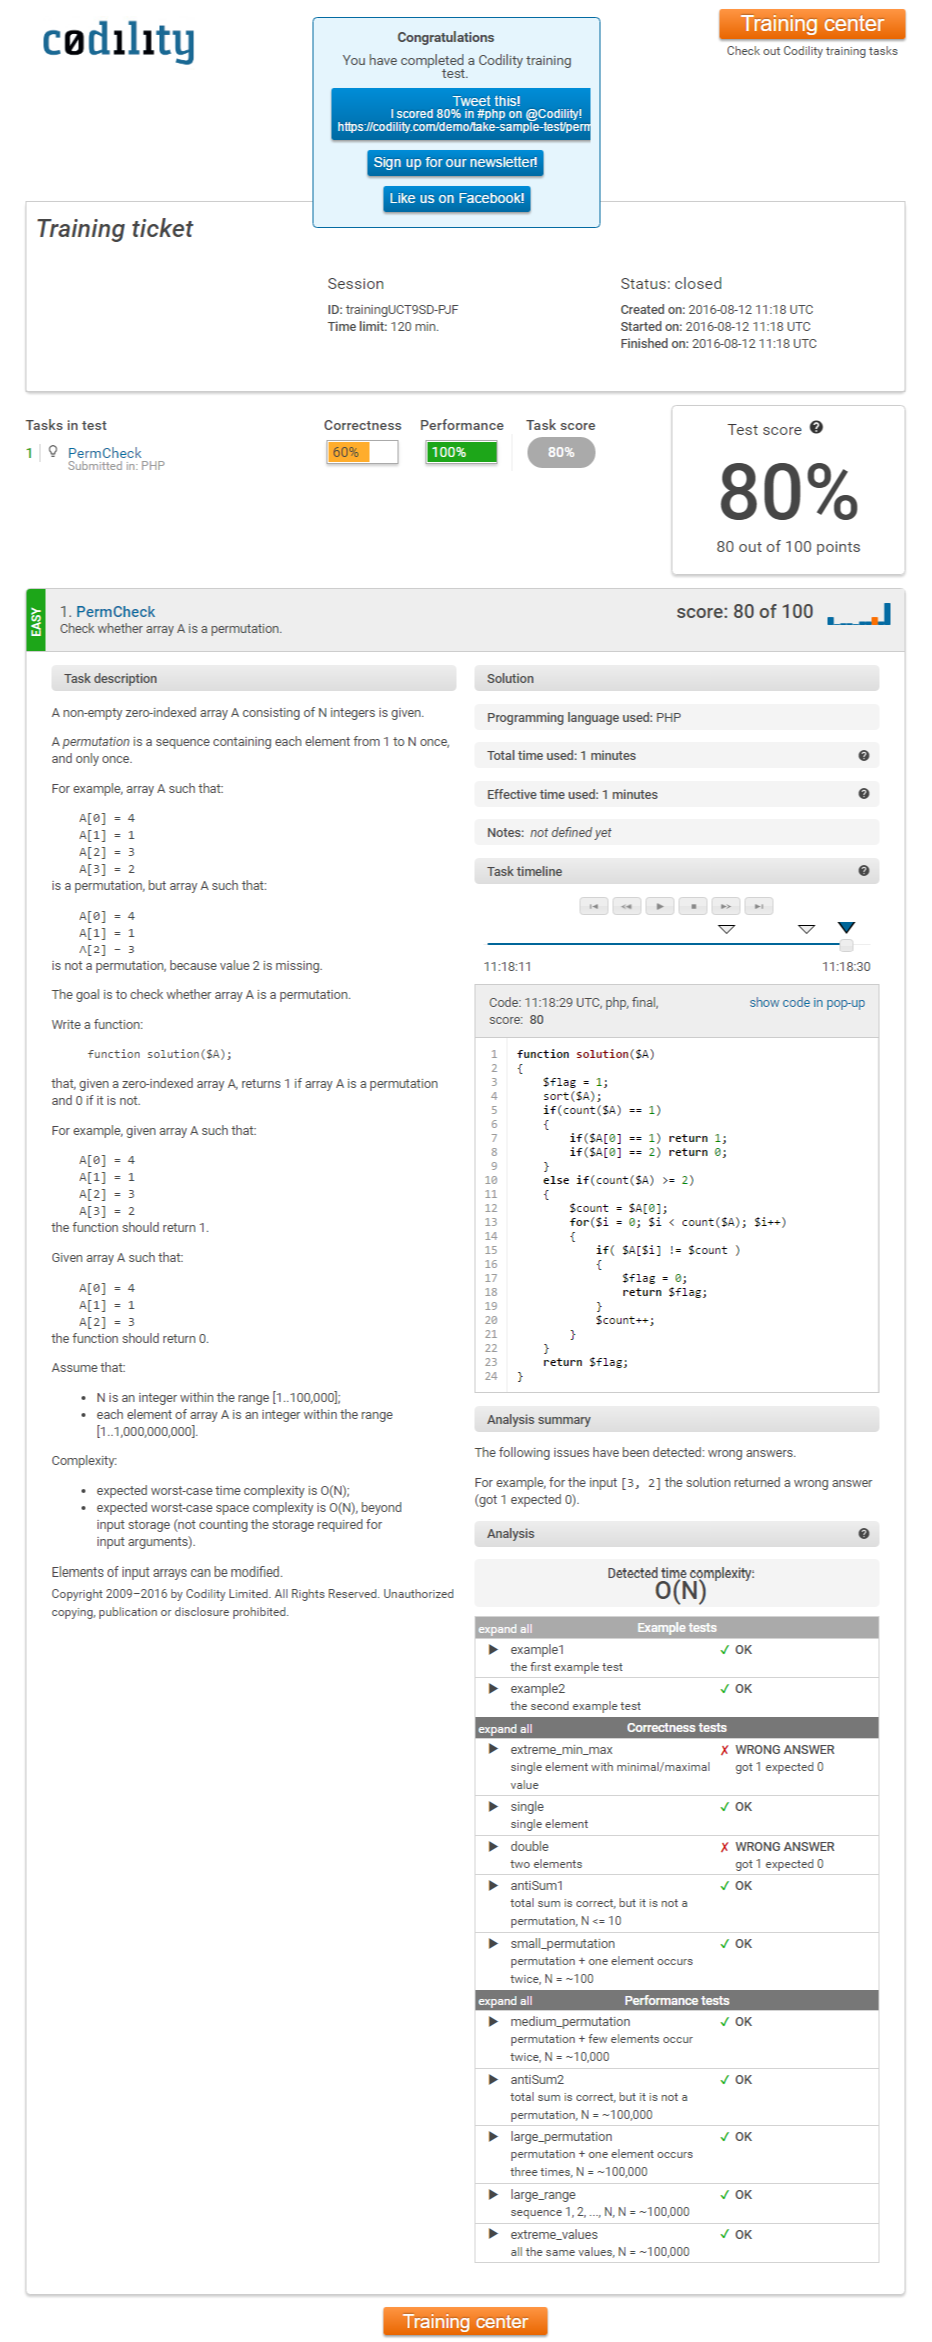 codility
Congratulations
You have completed a Codility training
test.
Tweet this!
I scored 80% in #php on @Codility!
https://codility.com/demo/take-sample-test/perm
Sign up for our newsletter!
Like us on Facebook!
Training center
Check out Codility training tasks
Training ticket
Session
ID: trainingUCT9SD-PJF
Time limit: 120 min.
Status: closed
Created on: 2016-08-12 11:18 UTC
Started on: 2016-08-12 11:18 UTC
Finished on: 2016-08-12 11:18 UTC
Tasks in test
Correctness
Performance
Task score
1
PermCheck
Submitted in: PHP
60%
100%
80%
Test score ?
80%
80 out of 100 points
EASY
1. PermCheck
Check whether array A is a permutation.
score: 80 of 100
Task description
A non-empty zero-indexed array A consisting of N integers is given.
A permutation is a sequence containing each element from 1 to N once,
and only once.
For example, array A such that:
A[0] = 4
A[1] = 1
A[2] = 3
A[3] = 2
is a permutation, but array A such that:
A[0] = 4
A[1] = 1
A[2] = 3
is not a permutation, because value 2 is missing.
The goal is to check whether array A is a permutation.
Write a function:
function solution($A);
that, given a zero-indexed array A, returns 1 if array A is a permutation
and 0 if it is not.
For example, given array A such that:
A[0] = 4
A[1] = 1
A[2] = 3
A[3] = 2
the function should return 1.
Given array A such that:
A[0] = 4
A[1] = 1
A[2] = 3
the function should return 0.
Assume that:
• N is an integer within the range [1..100,000];
• each element of array A is an integer within the range
[1..1,000,000,000].
Complexity:
• expected worst-case time complexity is O(N);
• expected worst-case space complexity is O(N), beyond
input storage (not counting the storage required for
input arguments).
Elements of input arrays can be modified.
Copyright 2009–2016 by Codility Limited. All Rights Reserved. Unauthorized
copying, publication or disclosure prohibited.
Solution
Programming language used: PHP
Total time used: 1 minutes ?
Effective time used: 1 minutes ?
Notes: not defined yet
Task timeline ?
11:18:11
11:18:30
Code: 11:18:29 UTC, php, final,
score: 80
show code in pop-up
1 function solution($A)
2 {
3 $flag = 1;
4 sort($A);
5 if(count($A) == 1)
6 {
7 if($A[0] == 1) return 1;
8 if($A[0] == 2) return 0;
9 }
10 else if(count($A) >= 2)
11 {
12 $count = $A[0];
13 for($i = 0; $i < count($A); $i++)
14 {
15 if( $A[$i] != $count )
16 {
17 $flag = 0;
18 return $flag;
19 }
20 $count++;
21 }
22 }
23 return $flag;
24 }
Analysis summary
The following issues have been detected: wrong answers.
For example, for the input [3, 2] the solution returned a wrong answer
(got 1 expected 0).
Analysis ?
Detected time complexity:
O(N)
expand all Example tests
example1 ✓ OK
the first example test
example2 ✓ OK
the second example test
expand all Correctness tests
extreme_min_max ✗ WRONG ANSWER
single element with minimal/maximal got 1 expected 0
value
single ✓ OK
single element
double ✗ WRONG ANSWER
two elements got 1 expected 0
antiSum1 ✓ OK
total sum is correct, but it is not a
permutation, N <= 10
small_permutation ✓ OK
permutation + one element occurs
twice, N = ~100
expand all Performance tests
medium_permutation ✓ OK
permutation + few elements occur
twice, N = ~10,000
antiSum2 ✓ OK
total sum is correct, but it is not a
permutation, N = ~100,000
large_permutation ✓ OK
permutation + one element occurs
three times, N = ~100,000
large_range ✓ OK
sequence 1, 2, ..., N, N = ~100,000
extreme_values ✓ OK
all the same values, N = ~100,000
Training center